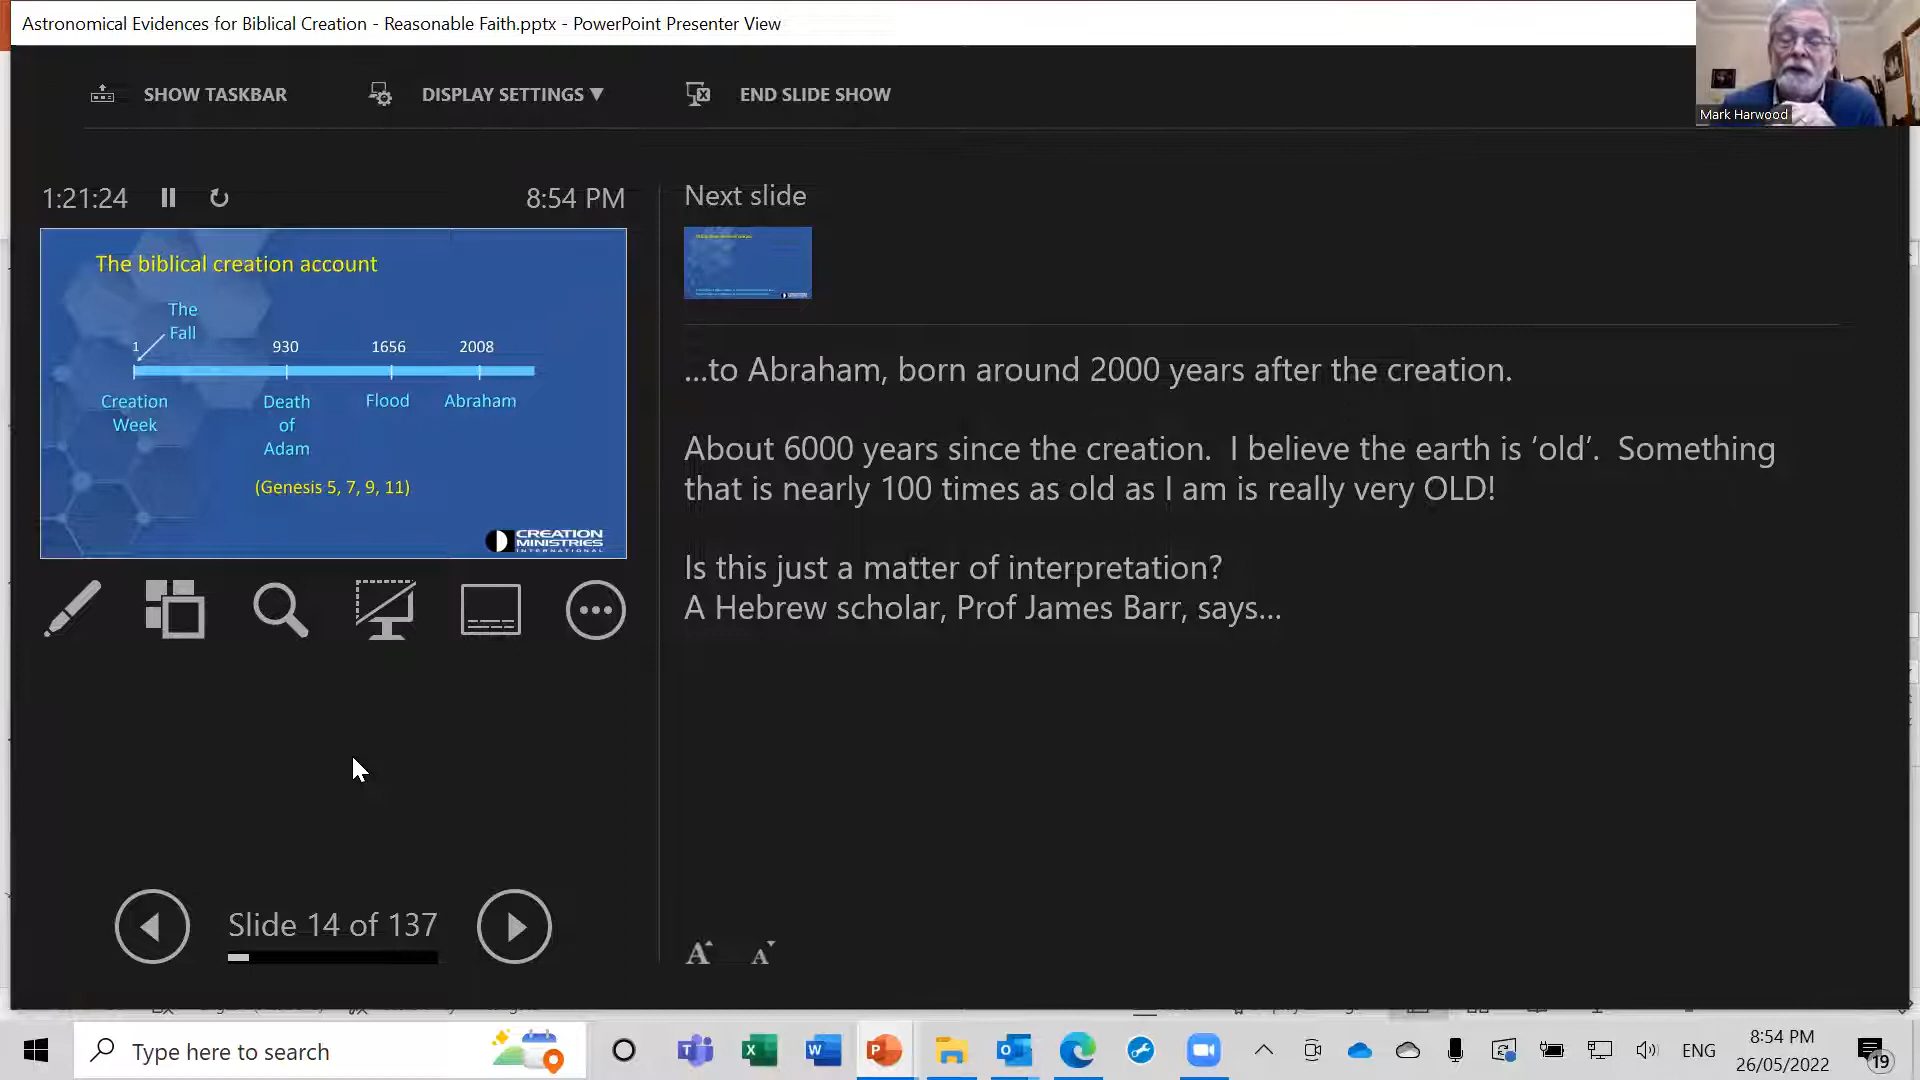 Astronomical Evidences for Biblical Creation - Reasonable Faith.pptx - PowerPoint Presenter View
Mark Harwood
SHOW TASKBAR
DISPLAY SETTINGS ▼
END SLIDE SHOW
1:21:24
8:54 PM
The biblical creation account
The
Fall
1
930
1656
2008
Creation
Week
Death
of
Adam
Flood
Abraham
(Genesis 5, 7, 9, 11)
CREATION
MINISTRIES
INTERNATIONAL
Slide 14 of 137
Next slide
...to Abraham, born around 2000 years after the creation.
About 6000 years since the creation. I believe the earth is ‘old’. Something
that is nearly 100 times as old as I am is really very OLD!
Is this just a matter of interpretation?
A Hebrew scholar, Prof James Barr, says...
A A
Type here to search
ENG
8:54 PM
26/05/2022
19